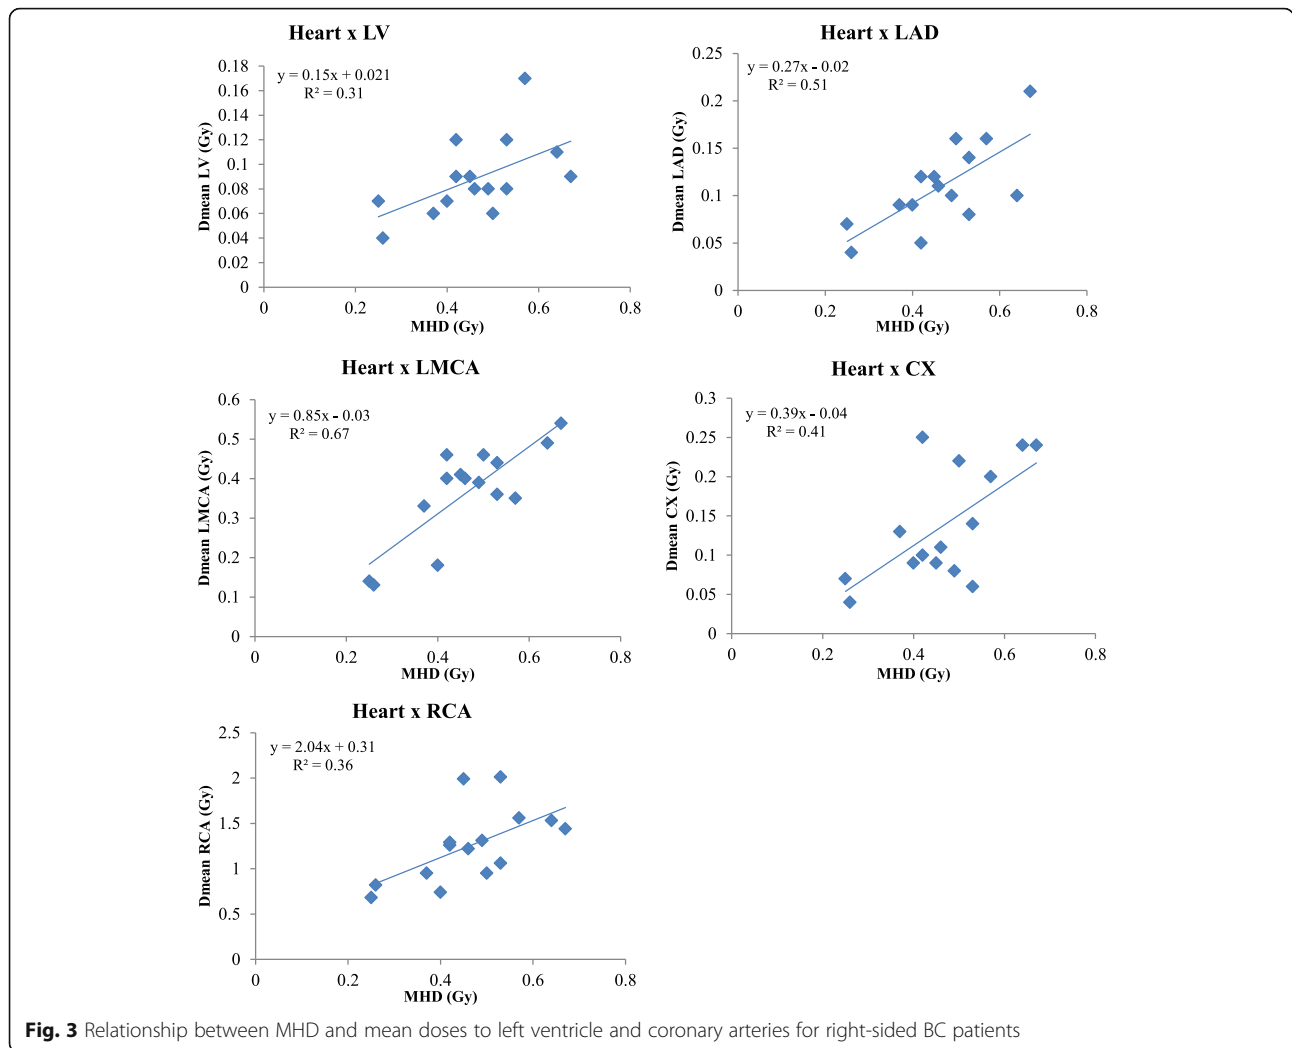 Heart x LV
y = 0.15x + 0.021
R² = 0.31
Dmean LV (Gy)
0.18
0.16
0.14
0.12
0.1
0.08
0.06
0.04
0.02
0
0 0.2 0.4 0.6 0.8
MHD (Gy)
Heart x LAD
y = 0.27x - 0.02
R² = 0.51
Dmean LAD (Gy)
0.25
0.2
0.15
0.1
0.05
0
0 0.2 0.4 0.6 0.8
MHD (Gy)
Heart x LMCA
y = 0.85x - 0.03
R² = 0.67
Dmean LMCA (Gy)
0.6
0.5
0.4
0.3
0.2
0.1
0
0 0.2 0.4 0.6 0.8
MHD (Gy)
Heart x CX
y = 0.39x - 0.04
R² = 0.41
Dmean CX (Gy)
0.3
0.25
0.2
0.15
0.1
0.05
0
0 0.2 0.4 0.6 0.8
MHD (Gy)
Heart x RCA
y = 2.04x + 0.31
R² = 0.36
Dmean RCA (Gy)
2.5
2
1.5
1
0.5
0
0 0.2 0.4 0.6 0.8
MHD (Gy)
Fig. 3 Relationship between MHD and mean doses to left ventricle and coronary arteries for right-sided BC patients